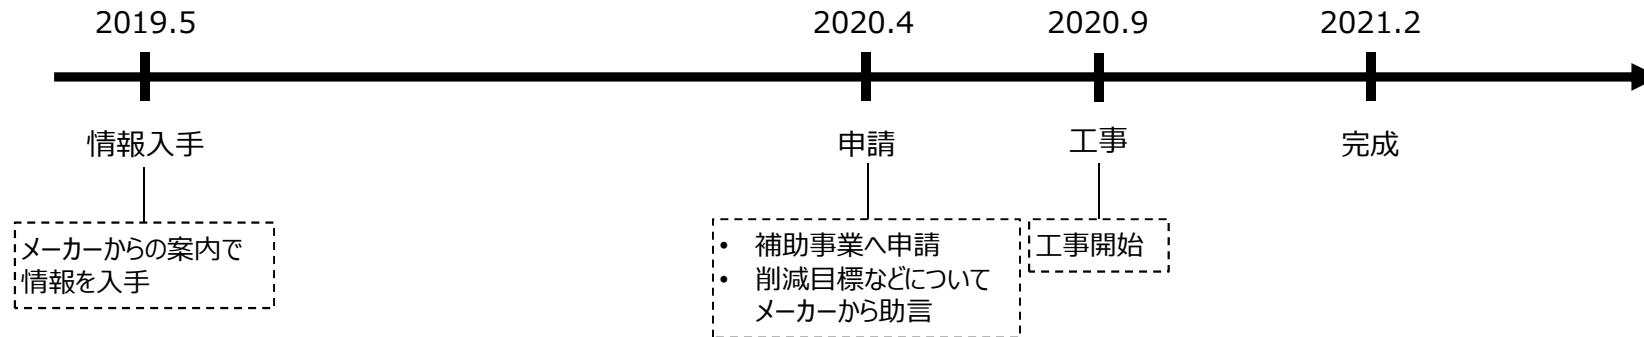 2019.5
2020.4
2020.9
2021.2
情報入手
申請
工事
完成
メーカーからの案内で
情報を入手
• 補助事業へ申請
• 削減目標などについて
メーカーから助言
工事開始